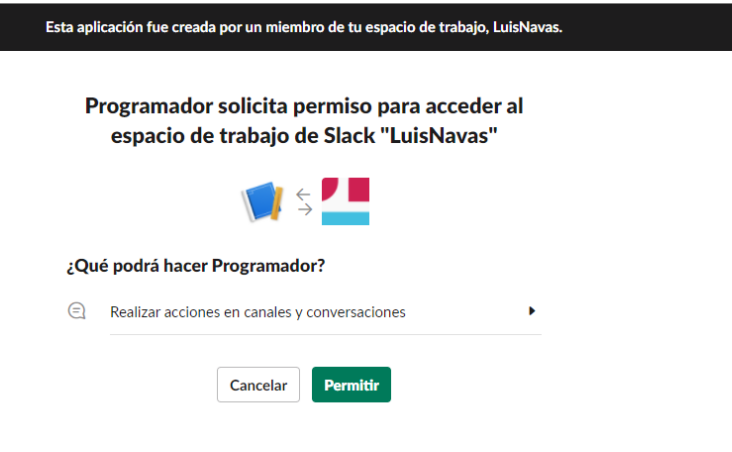 Esta aplicación fue creada por un miembro de tu espacio de trabajo, LuisNavas.
Programador solicita permiso para acceder al
espacio de trabajo de Slack "LuisNavas"
¿Qué podrá hacer Programador?
Realizar acciones en canales y conversaciones
Cancelar
Permitir